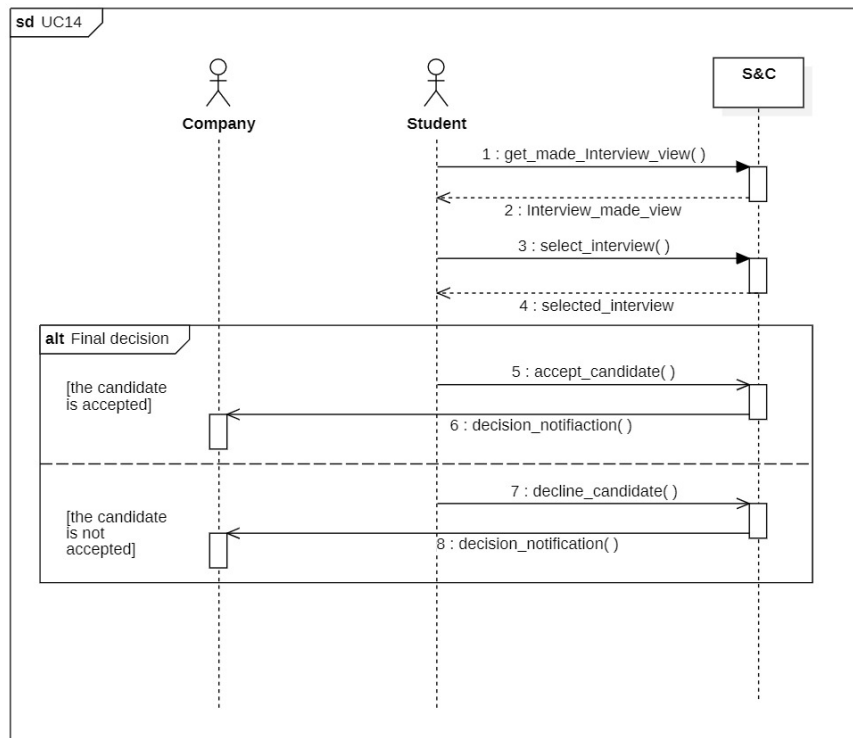 sd UC14
Company
Student
S&C
1 : get_made_Interview_view( )
2 : Interview_made_view
3 : select_interview( )
4 : selected_interview
alt Final decision
[the candidate
is accepted]
5 : accept_candidate( )
6 : decision_notifiaction( )
[the candidate
is not
accepted]
7 : decline_candidate( )
8 : decision_notification( )